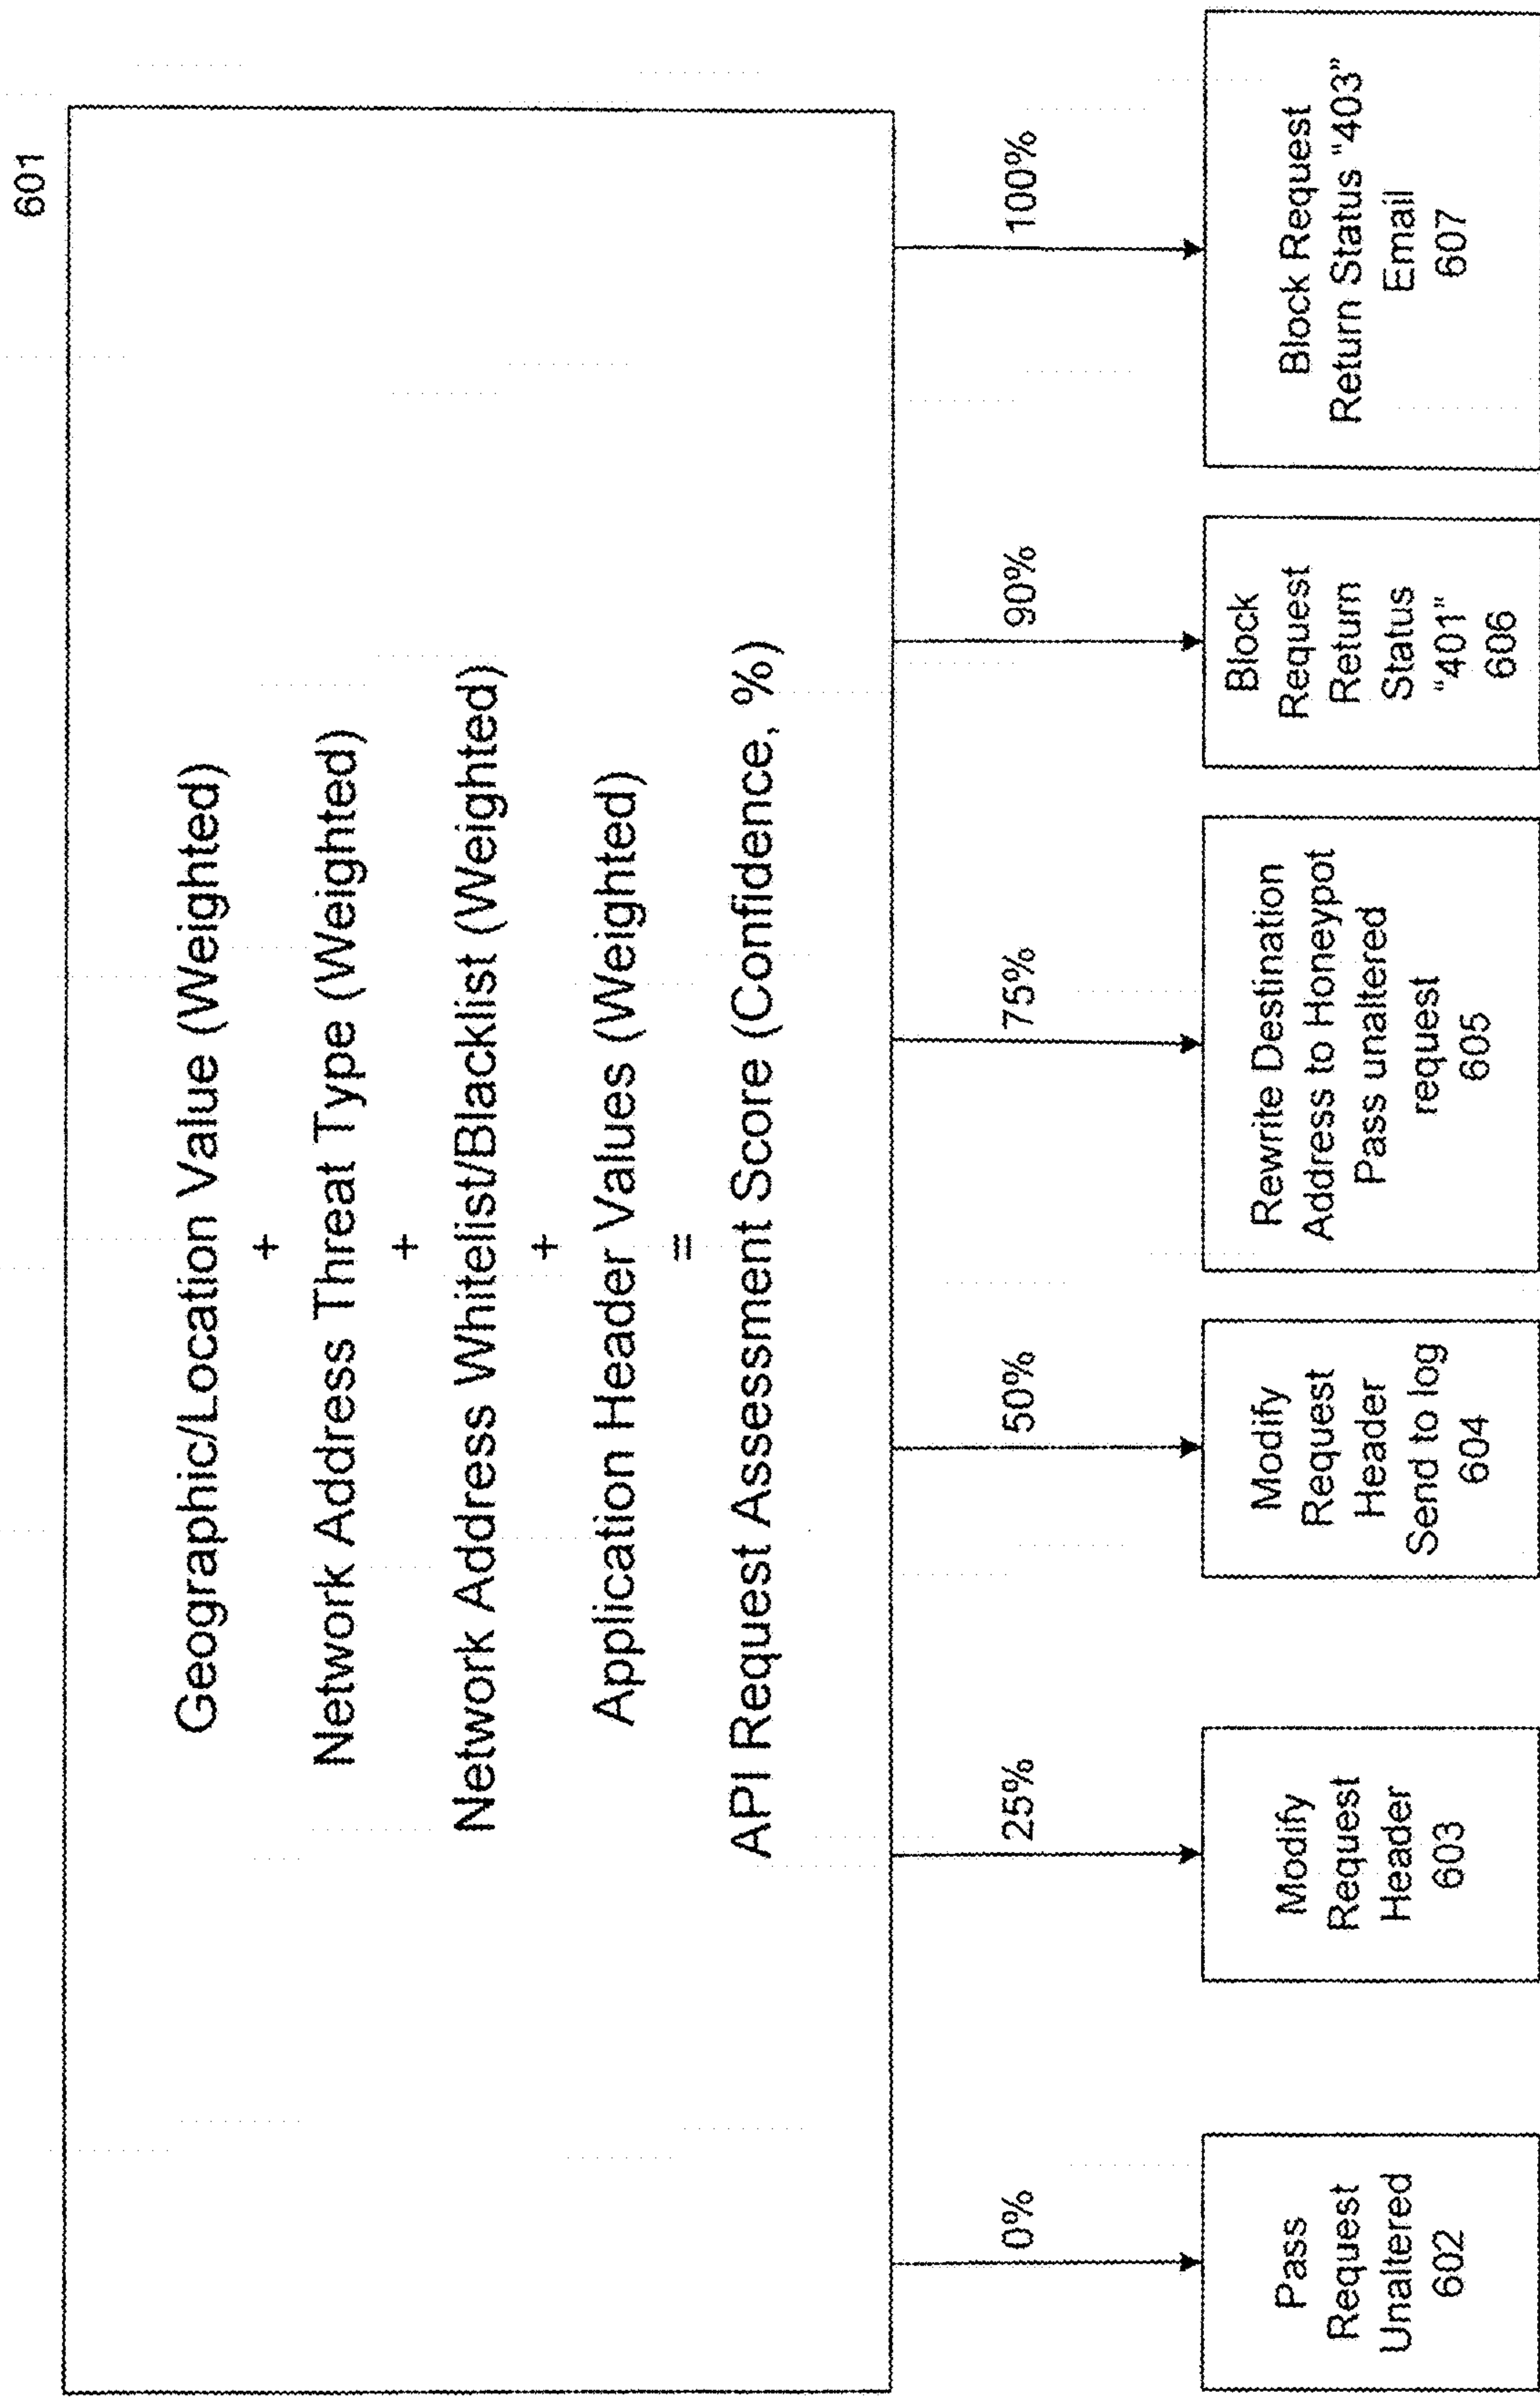 601
Geographic/Location Value (Weighted)
+
Network Address Threat Type (Weighted)
+
Network Address Whitelist/Blacklist (Weighted)
+
Application Header Values (Weighted)
=
API Request Assessment Score (Confidence, %)
0%
25%
50%
75%
90%
100%
Pass
Request
Unaltered
602
Modify
Request
Header
603
Modify
Request
Header
Send to log
604
Rewrite Destination
Address to Honeypot
Pass unaltered
request
605
Block
Request
Return
Status
"401"
606
Block Request
Return Status "403"
Email
607